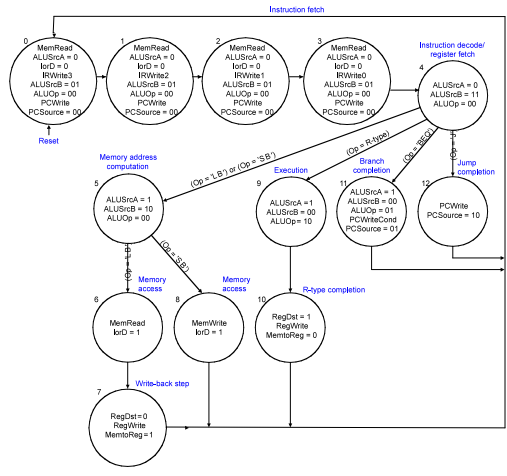 Instruction fetch
0
MemRead
ALUSrcA = 0
IorD = 0
IRWrite3
ALUSrcB = 01
ALUOp = 00
PCWrite
PCSource = 00
Reset
1
MemRead
ALUSrcA = 0
IorD = 0
IRWrite2
ALUSrcB = 01
ALUOp = 00
PCWrite
PCSource = 00
2
MemRead
ALUSrcA = 0
IorD = 0
IRWrite1
ALUSrcB = 01
ALUOp = 00
PCWrite
PCSource = 00
3
MemRead
ALUSrcA = 0
IorD = 0
IRWrite0
ALUSrcB = 01
ALUOp = 00
PCWrite
PCSource = 00
Instruction decode/
register fetch
4
ALUSrcA = 0
ALUSrcB = 11
ALUOp = 00
(Op = 'LB') or (Op = 'SB')
(Op = R-type)
(Op = 'BEQ')
(Op = 'J')
Memory address
computation
5
ALUSrcA = 1
ALUSrcB = 10
ALUOp = 00
Execution
9
ALUSrcA =1
ALUSrcB = 00
ALUOp = 10
Branch
completion
11
ALUSrcA = 1
ALUSrcB = 00
ALUOp = 01
PCWriteCond
PCSource = 01
Jump
completion
12
PCWrite
PCSource = 10
(Op = 'LB')
(Op = 'SB')
Memory
access
6
MemRead
IorD = 1
Memory
access
8
MemWrite
IorD = 1
R-type completion
10
RegDst = 1
RegWrite
MemtoReg = 0
Write-back step
7
RegDst=0
RegWrite
MemtoReg=1